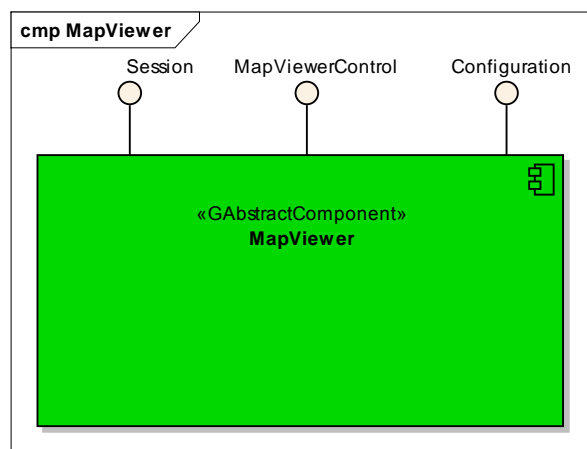 cmp MapViewer
Session MapViewerControl Configuration
«GAbstractComponent»
MapViewer